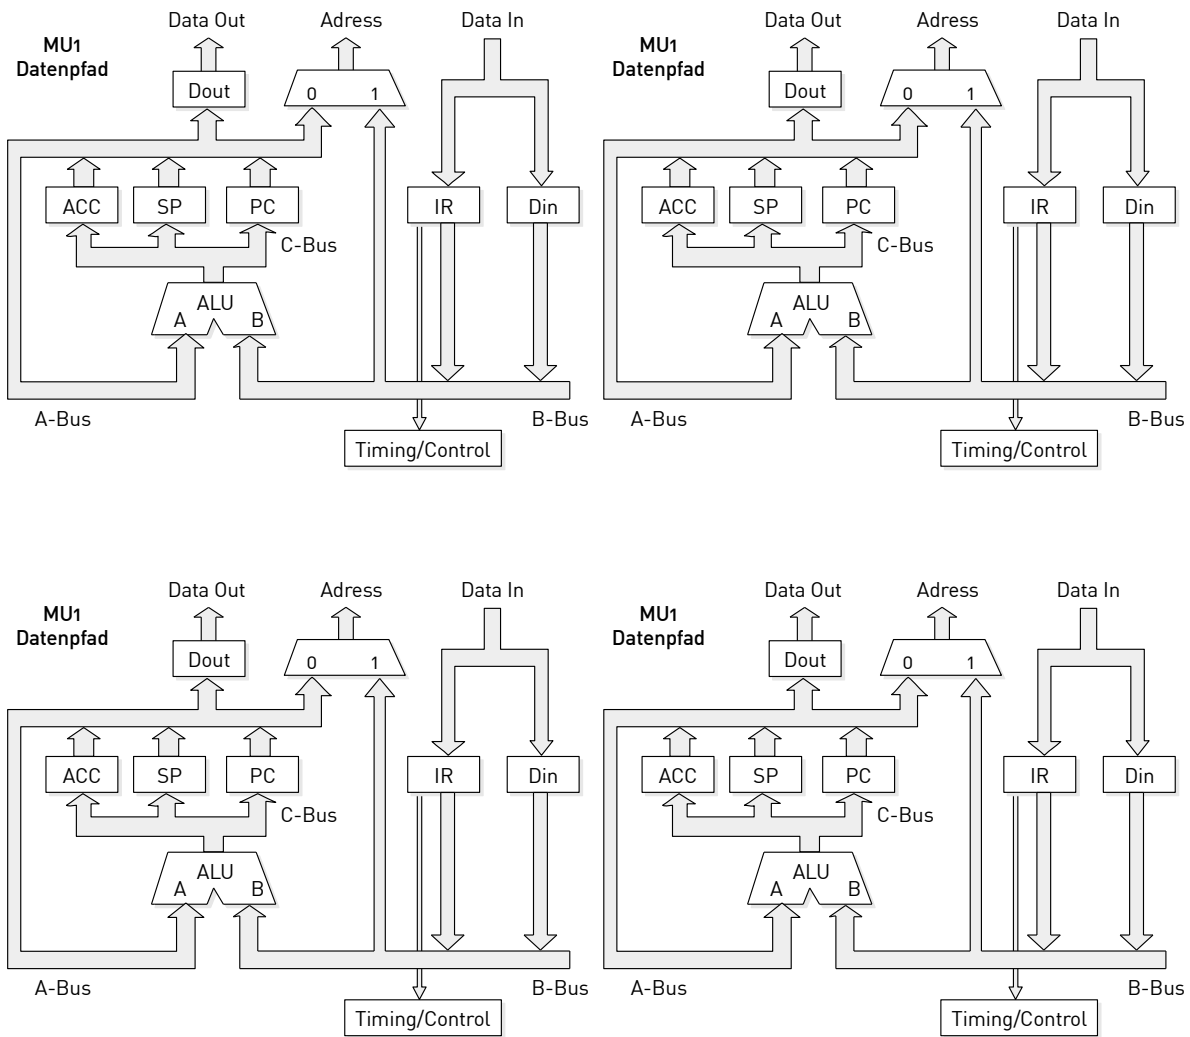 Data Out Adress Data In
MU1
Datenpfad
Dout 0 1
ACC SP PC IR Din
C-Bus
ALU
A B
A-Bus B-Bus
Timing/Control
Data Out Adress Data In
MU1
Datenpfad
Dout 0 1
ACC SP PC IR Din
C-Bus
ALU
A B
A-Bus B-Bus
Timing/Control
Data Out Adress Data In
MU1
Datenpfad
Dout 0 1
ACC SP PC IR Din
C-Bus
ALU
A B
A-Bus B-Bus
Timing/Control
Data Out Adress Data In
MU1
Datenpfad
Dout 0 1
ACC SP PC IR Din
C-Bus
ALU
A B
A-Bus B-Bus
Timing/Control